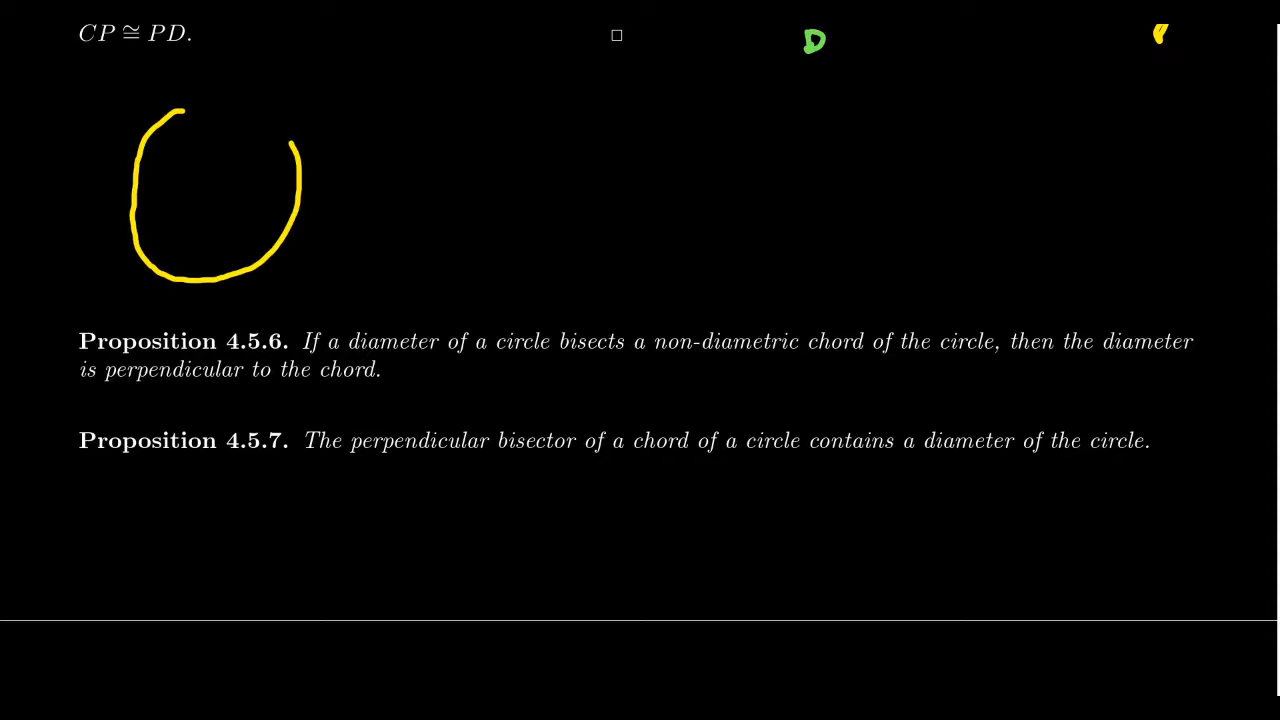 CP ≅ PD. □ D
Proposition 4.5.6. If a diameter of a circle bisects a non-diametric chord of the circle, then the diameter
is perpendicular to the chord.
Proposition 4.5.7. The perpendicular bisector of a chord of a circle contains a diameter of the circle.